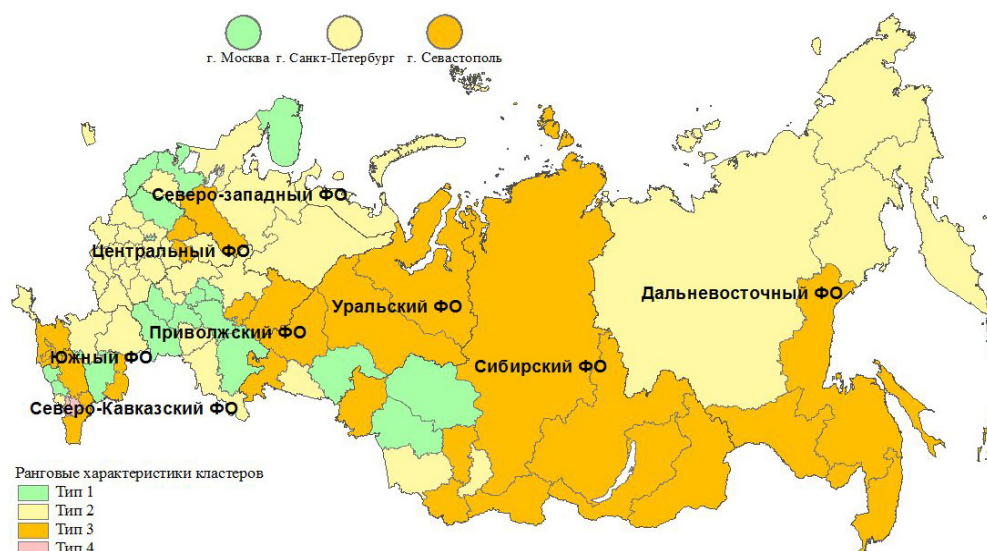 г. Москва г. Санкт-Петербург г. Севастополь
Северо-западный ФО
Центральный ФО
Уральский ФО
Дальневосточный ФО
Приволжский ФО
Южный ФО
Сибирский ФО
Северо-Кавказский ФО
Ранговые характеристики кластеров
Тип 1
Тип 2
Тип 3
Тип 4